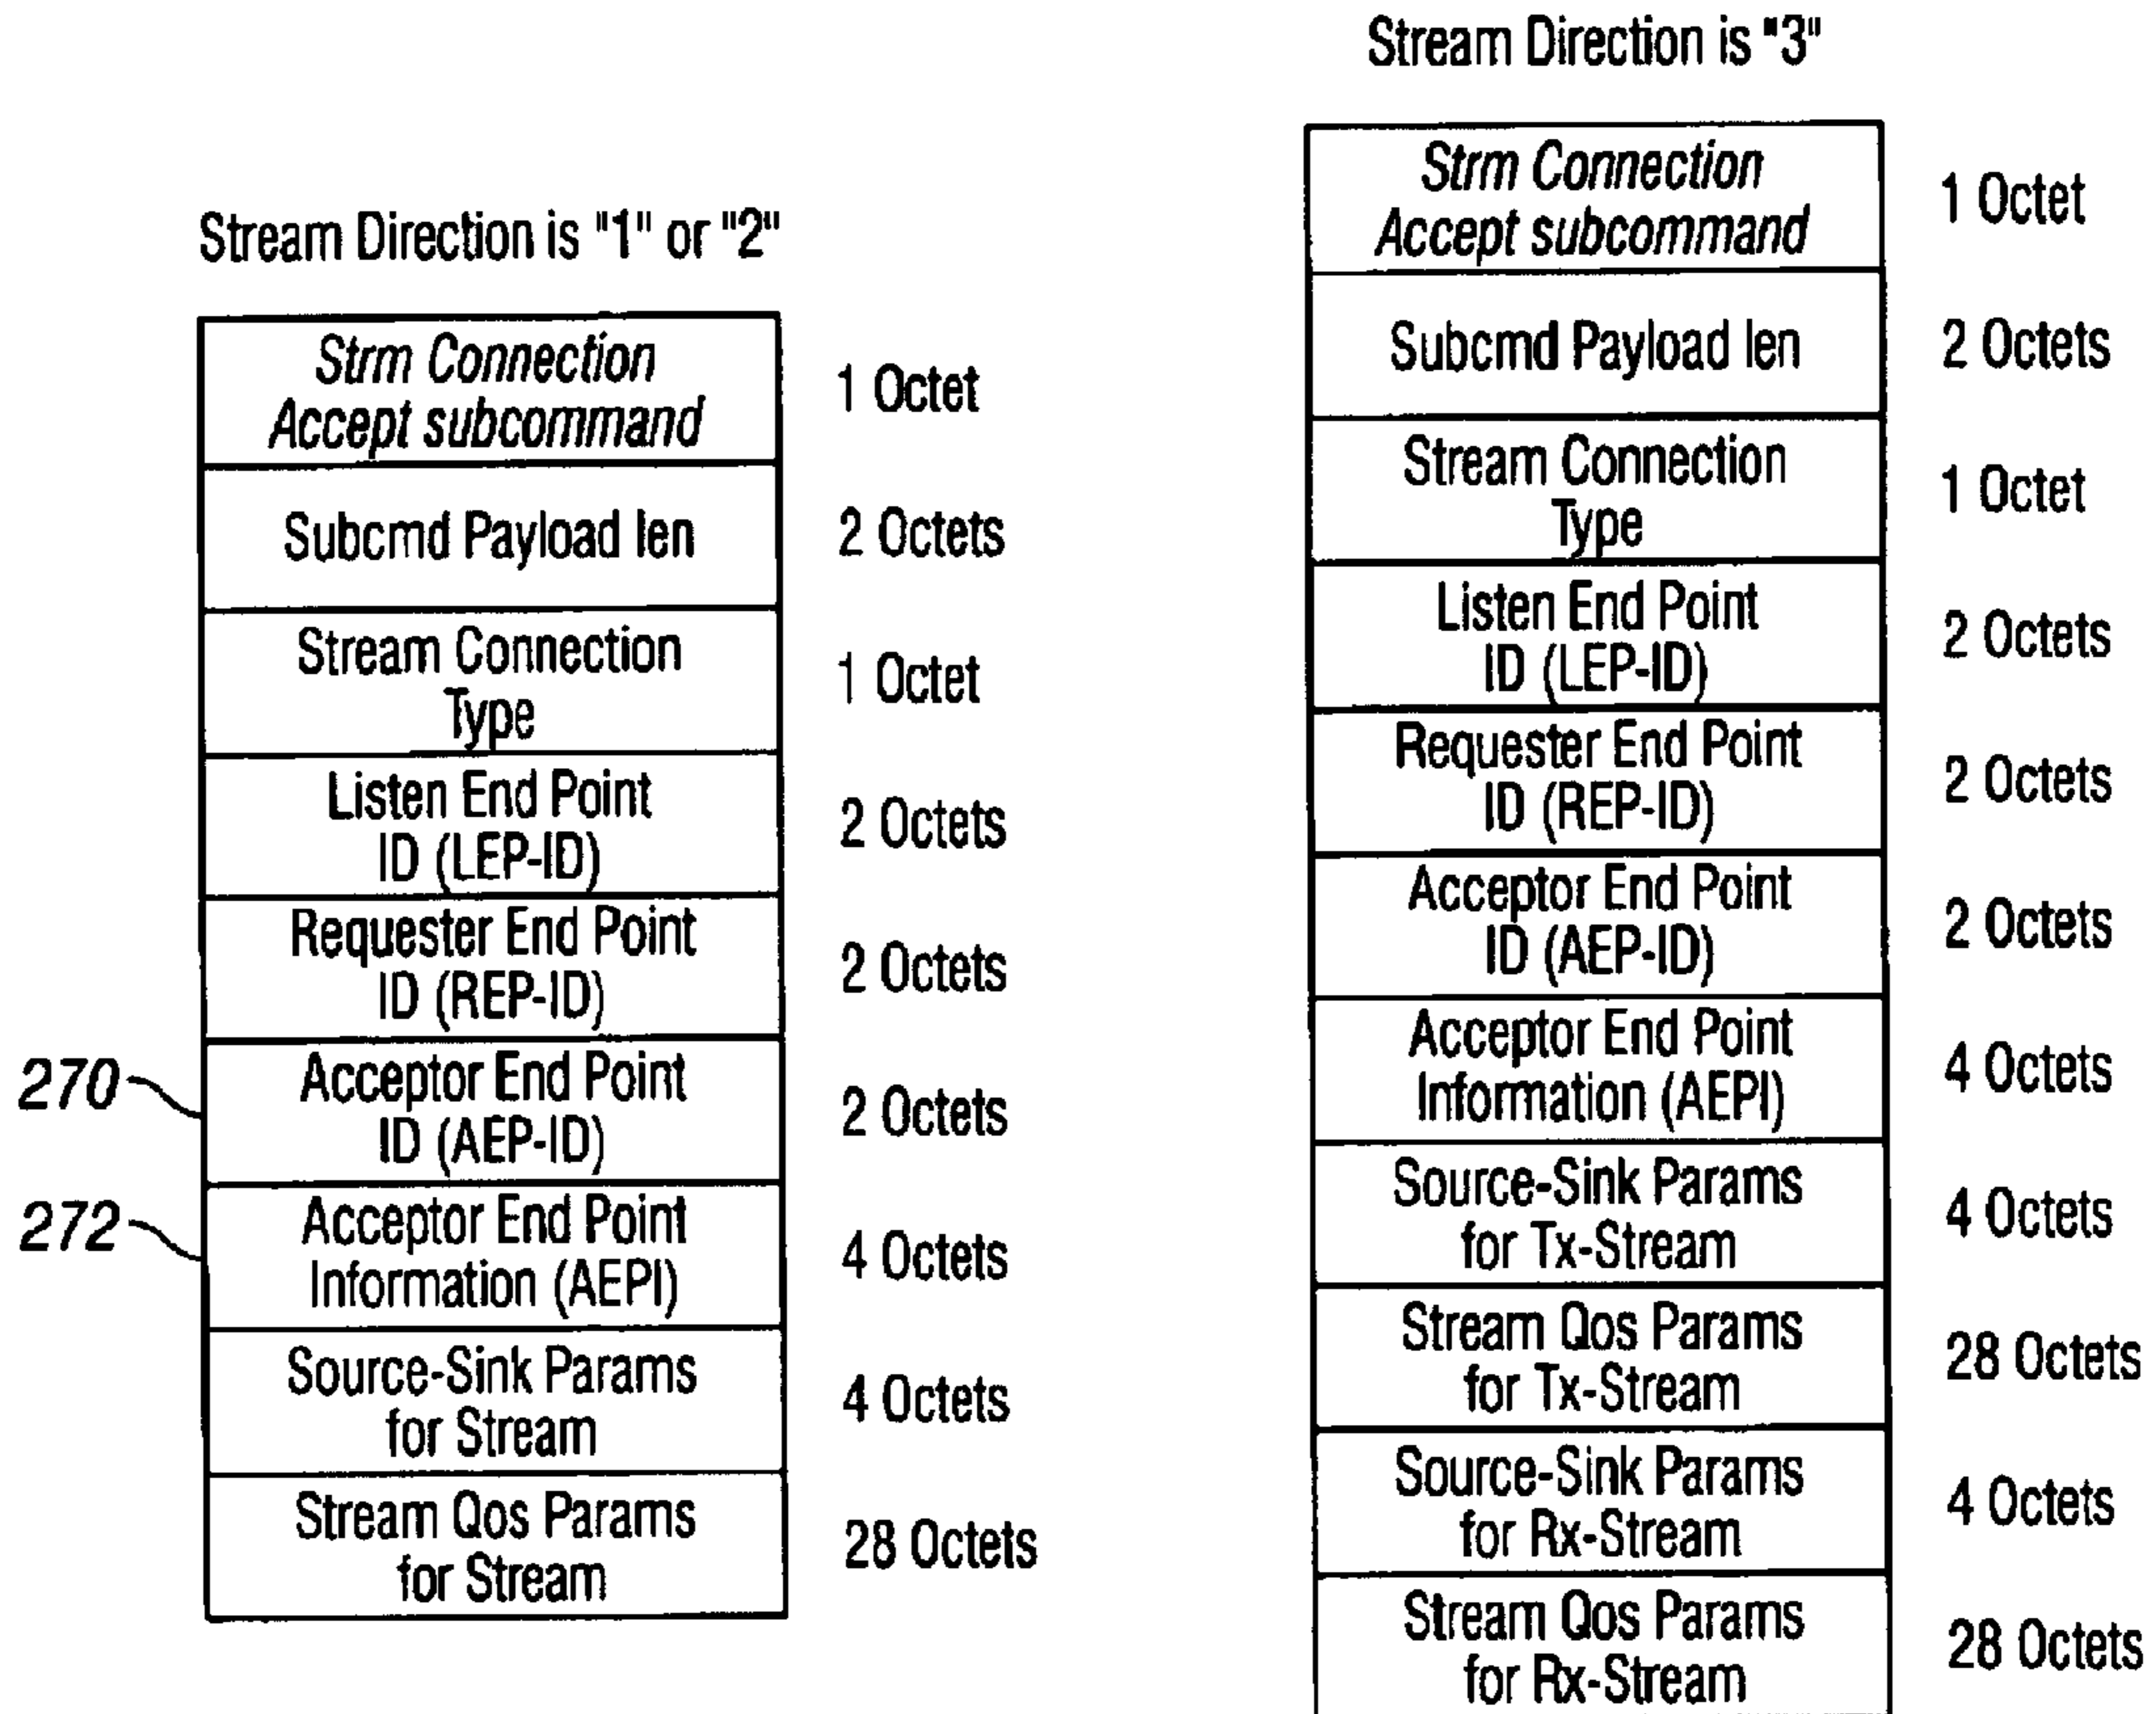 Stream Direction is "1" or "2"
Strm Connection
Accept subcommand
1 Octet
Subcmd Payload len
2 Octets
Stream Connection
Type
1 Octet
Listen End Point
ID (LEP-ID)
2 Octets
Requester End Point
ID (REP-ID)
2 Octets
270
Acceptor End Point
ID (AEP-ID)
2 Octets
272
Acceptor End Point
Information (AEPI)
4 Octets
Source-Sink Params
for Stream
4 Octets
Stream Qos Params
for Stream
28 Octets
Stream Direction is "3"
Strm Connection
Accept subcommand
1 Octet
Subcmd Payload len
2 Octets
Stream Connection
Type
1 Octet
Listen End Point
ID (LEP-ID)
2 Octets
Requester End Point
ID (REP-ID)
2 Octets
Acceptor End Point
ID (AEP-ID)
2 Octets
Acceptor End Point
Information (AEPI)
4 Octets
Source-Sink Params
for Tx-Stream
4 Octets
Stream Qos Params
for Tx-Stream
28 Octets
Source-Sink Params
for Rx-Stream
4 Octets
Stream Qos Params
for Rx-Stream
28 Octets